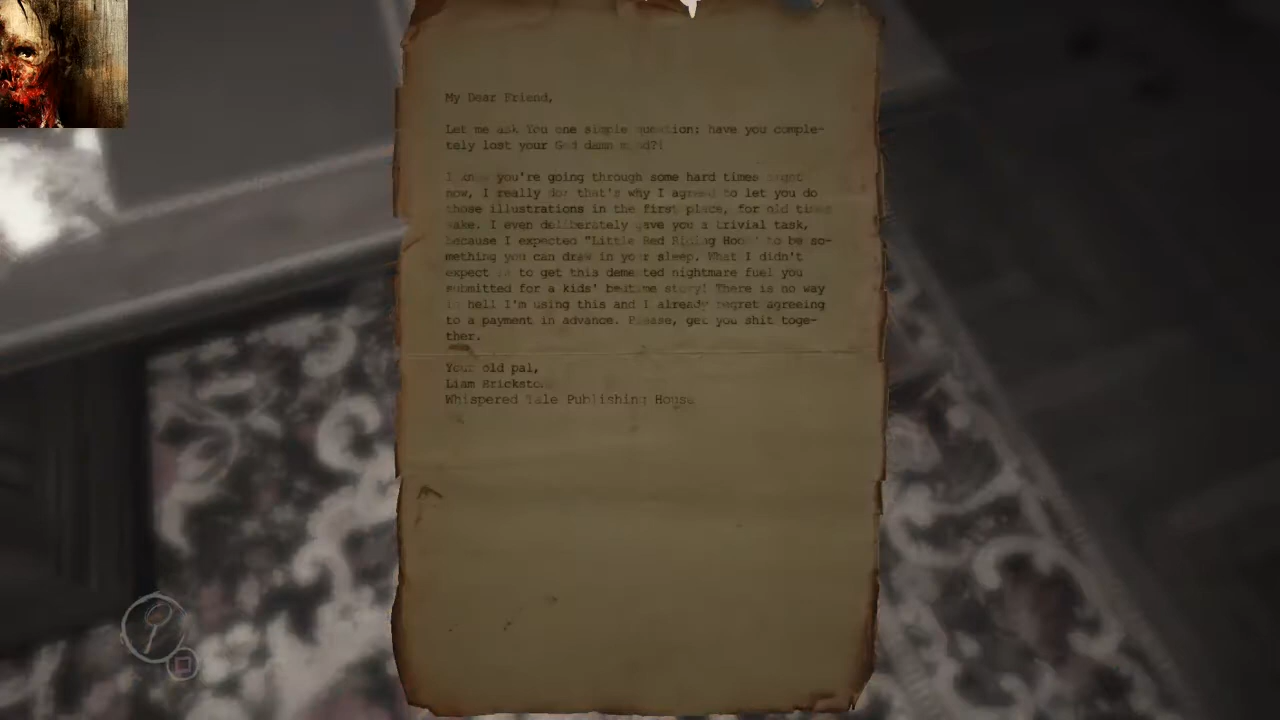 My Dear Friend,
Let me ask You one simple question: have you comple-
tely lost your God damn mind?!
I know you're going through some hard times right
now, I really do: that's why I agreed to let you do
those illustrations in the first place, for old times
sake. I even deliberately gave you a trivial task,
because I expected "Little Red Riding Hood" to be so-
mething you can draw in your sleep. What I didn't
expect is to get this demented nightmare fuel you
submitted for a kids' bedtime story! There is no way
in hell I'm using this and I already regret agreeing
to a payment in advance. Please, get you shit toge-
ther.
Your old pal,
Liam
Whispered Tale Publishing House